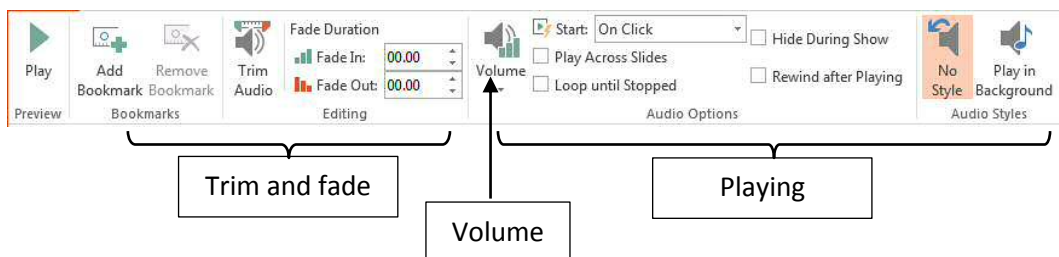 Play
Preview
Add
Bookmark
Remove
Bookmark
Bookmarks
Trim
Audio
Fade Duration
Fade In: 00.00
Fade Out: 00.00
Editing
Volume
Start: On Click
Play Across Slides
Loop until Stopped
Hide During Show
Rewind after Playing
Audio Options
No
Style
Play in
Background
Audio Styles
Trim and fade
Volume
Playing